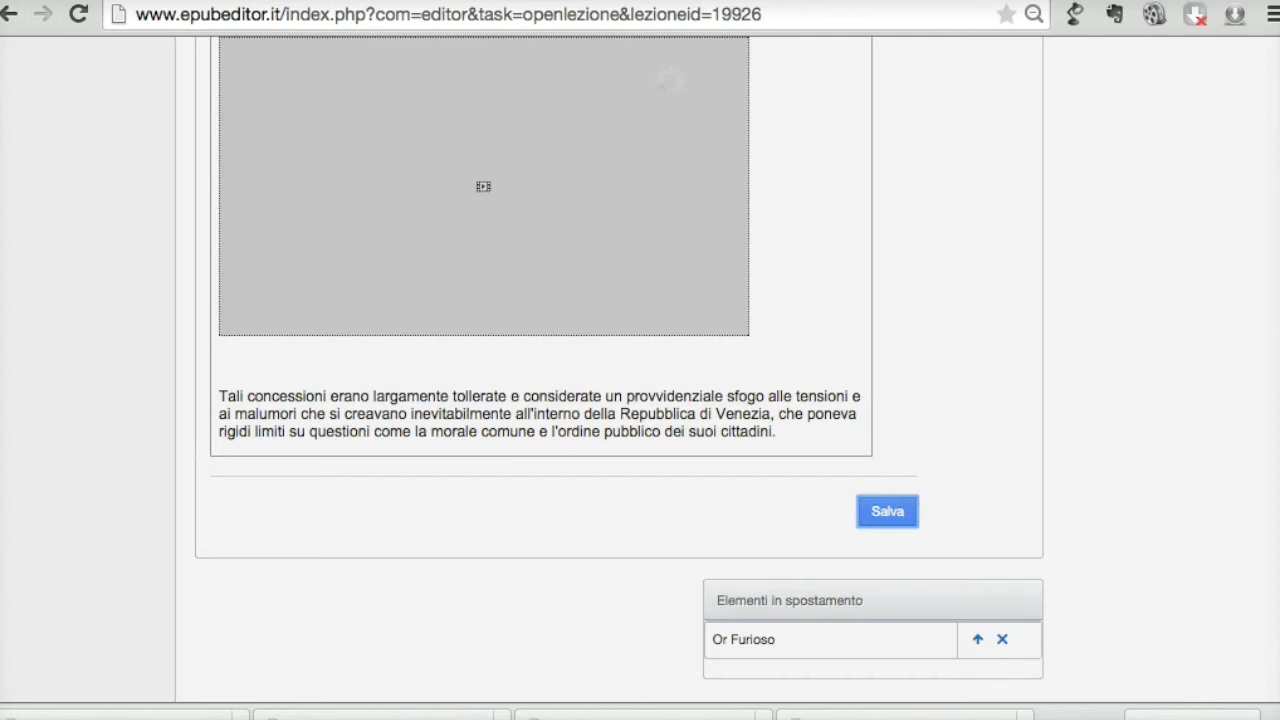 www.epubeditor.it/index.php?com=editor&task=openlezione&lezioneid=19926
Tali concessioni erano largamente tollerate e considerate un provvidenziale sfogo alle tensioni e
ai malumori che si creavano inevitabilmente all'interno della Repubblica di Venezia, che poneva
rigidi limiti su questioni come la morale comune e l'ordine pubblico dei suoi cittadini.
Salva
Elementi in spostamento
Or Furioso